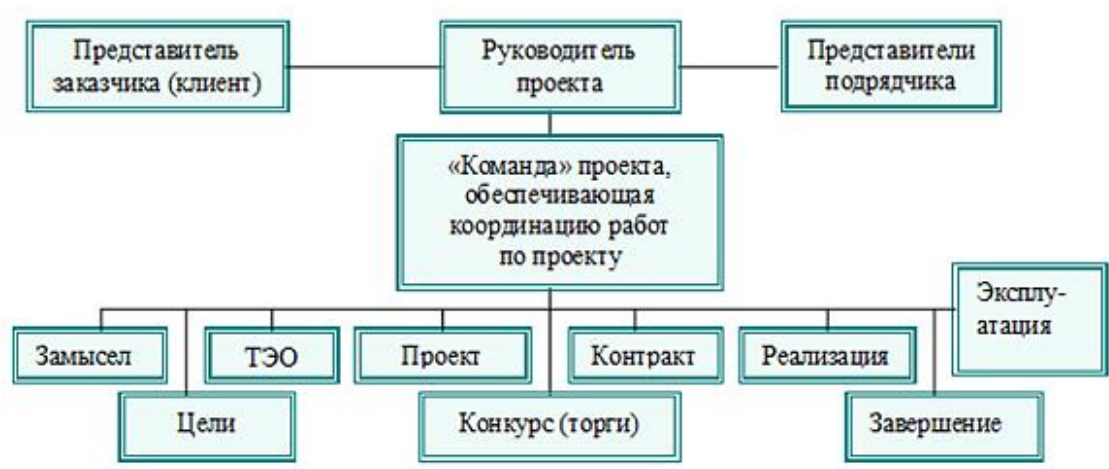 Представитель
заказчика (клиент)
Руководитель
проекта
Представители
подрядчика
«Команда» проекта,
обеспечивающая
координацию работ
по проекту
Эксплу-
атация
Замысел
ТЭО
Проект
Контракт
Реализация
Цели
Конкурс (торги)
Завершение